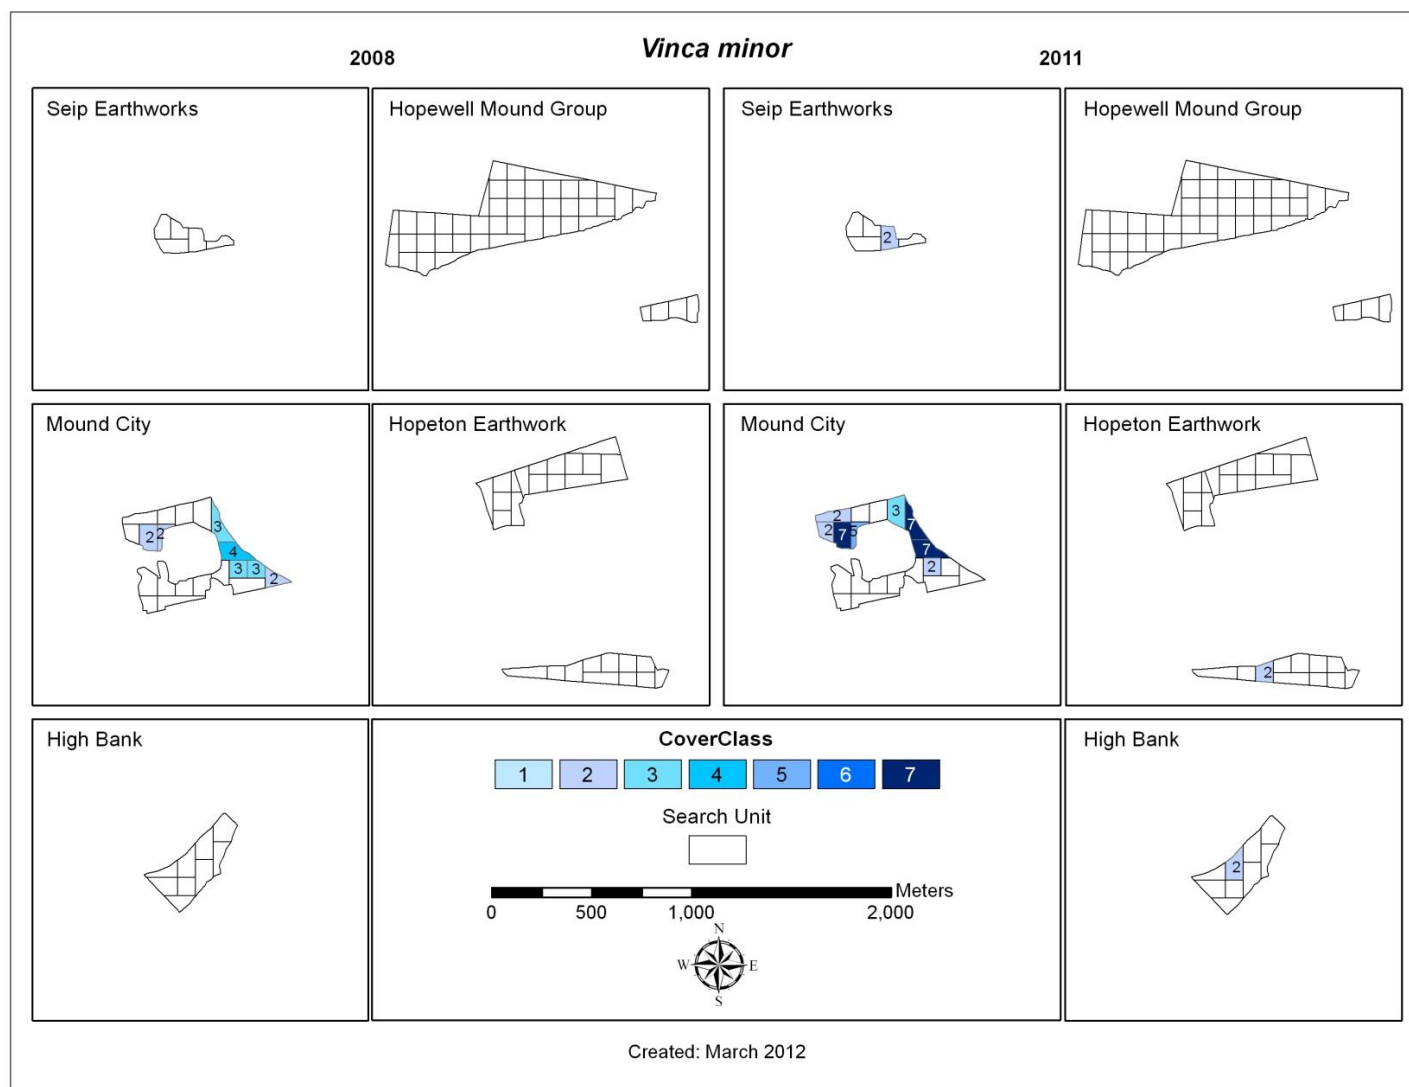 Vinca minor
2008
2011
Seip Earthworks
Hopewell Mound Group
Seip Earthworks
2
Hopewell Mound Group
Mound City
3
2 2
4
3 3
2
Hopeton Earthwork
Mound City
2 3
2 7 5 7
7
2
Hopeton Earthwork
2
High Bank
CoverClass
1 2 3 4 5 6 7
Search Unit
Meters
0 500 1,000 2,000
N
W E
S
High Bank
2
Created: March 2012